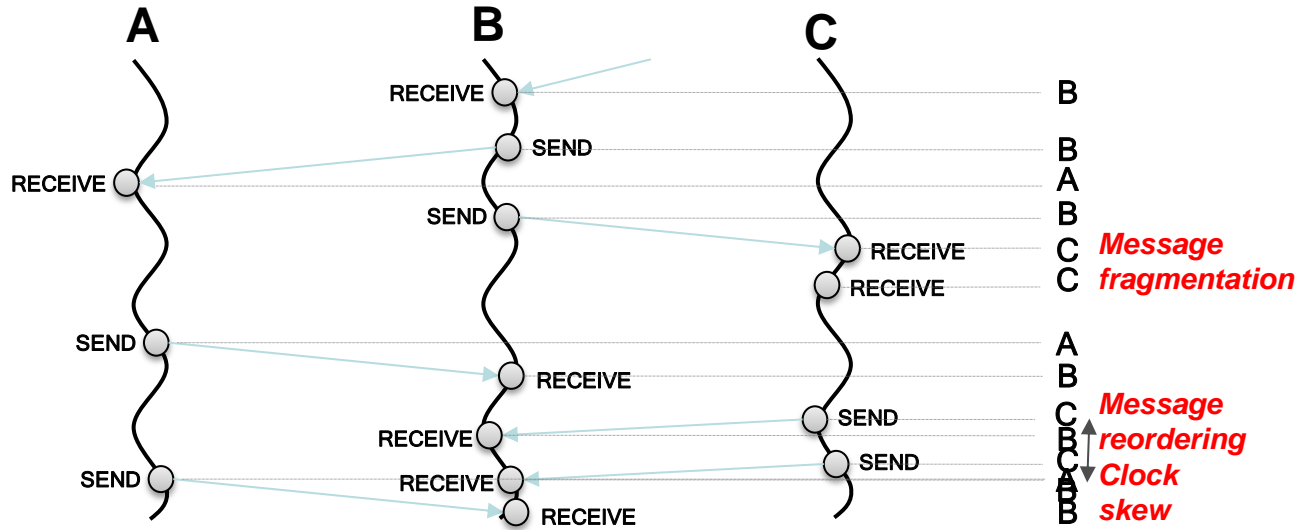 A B C
RECEIVE B
SEND B
RECEIVE A
SEND B
RECEIVE C Message
RECEIVE C fragmentation
SEND A
RECEIVE B
SEND C Message
RECEIVE B reordering
SEND C
SEND RECEIVE A Clock
B
RECEIVE B skew